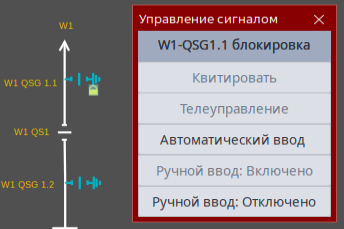 W1
W1 QSG 1.1
W1 QS1
W1 QSG 1.2
Управление сигналом
W1-QSG1.1 блокировка
Квитировать
Телеуправление
Автоматический ввод
Ручной ввод: Включено
Ручной ввод: Отключено